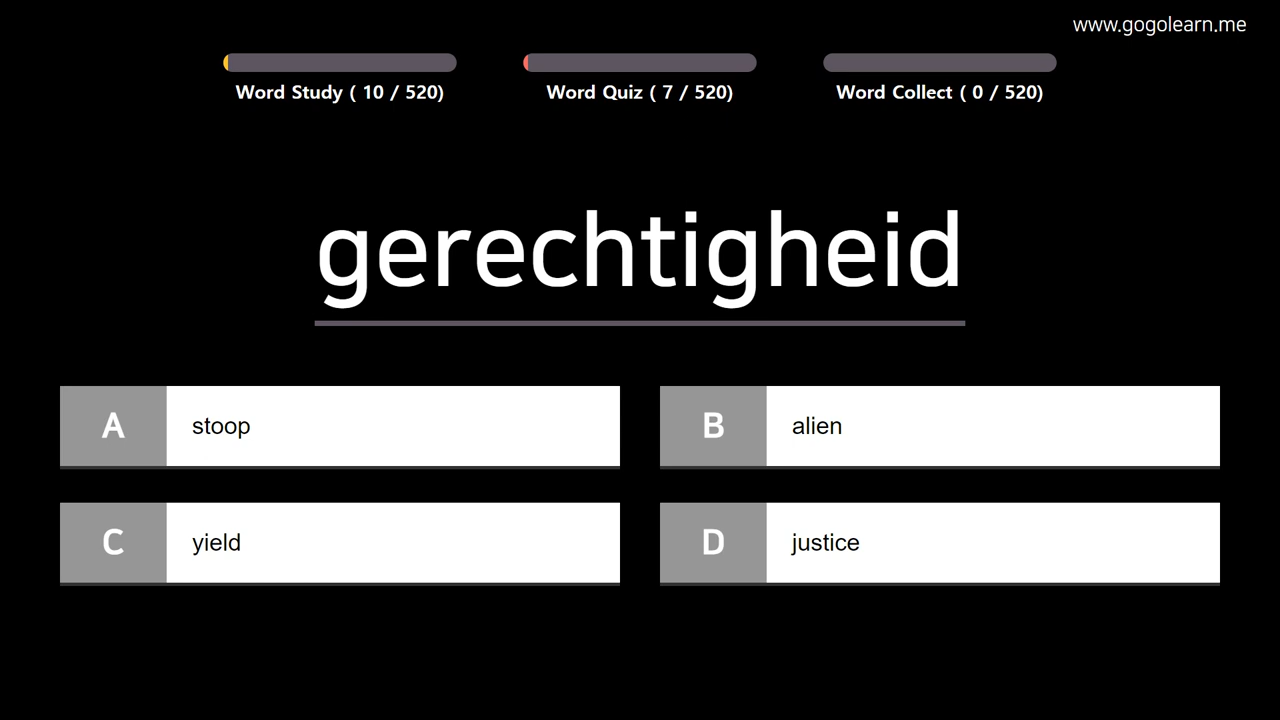 www.gogolearn.me
Word Study ( 10 / 520)
Word Quiz ( 7 / 520)
Word Collect ( 0 / 520)
gerechtigheid
A stoop
B alien
C yield
D justice